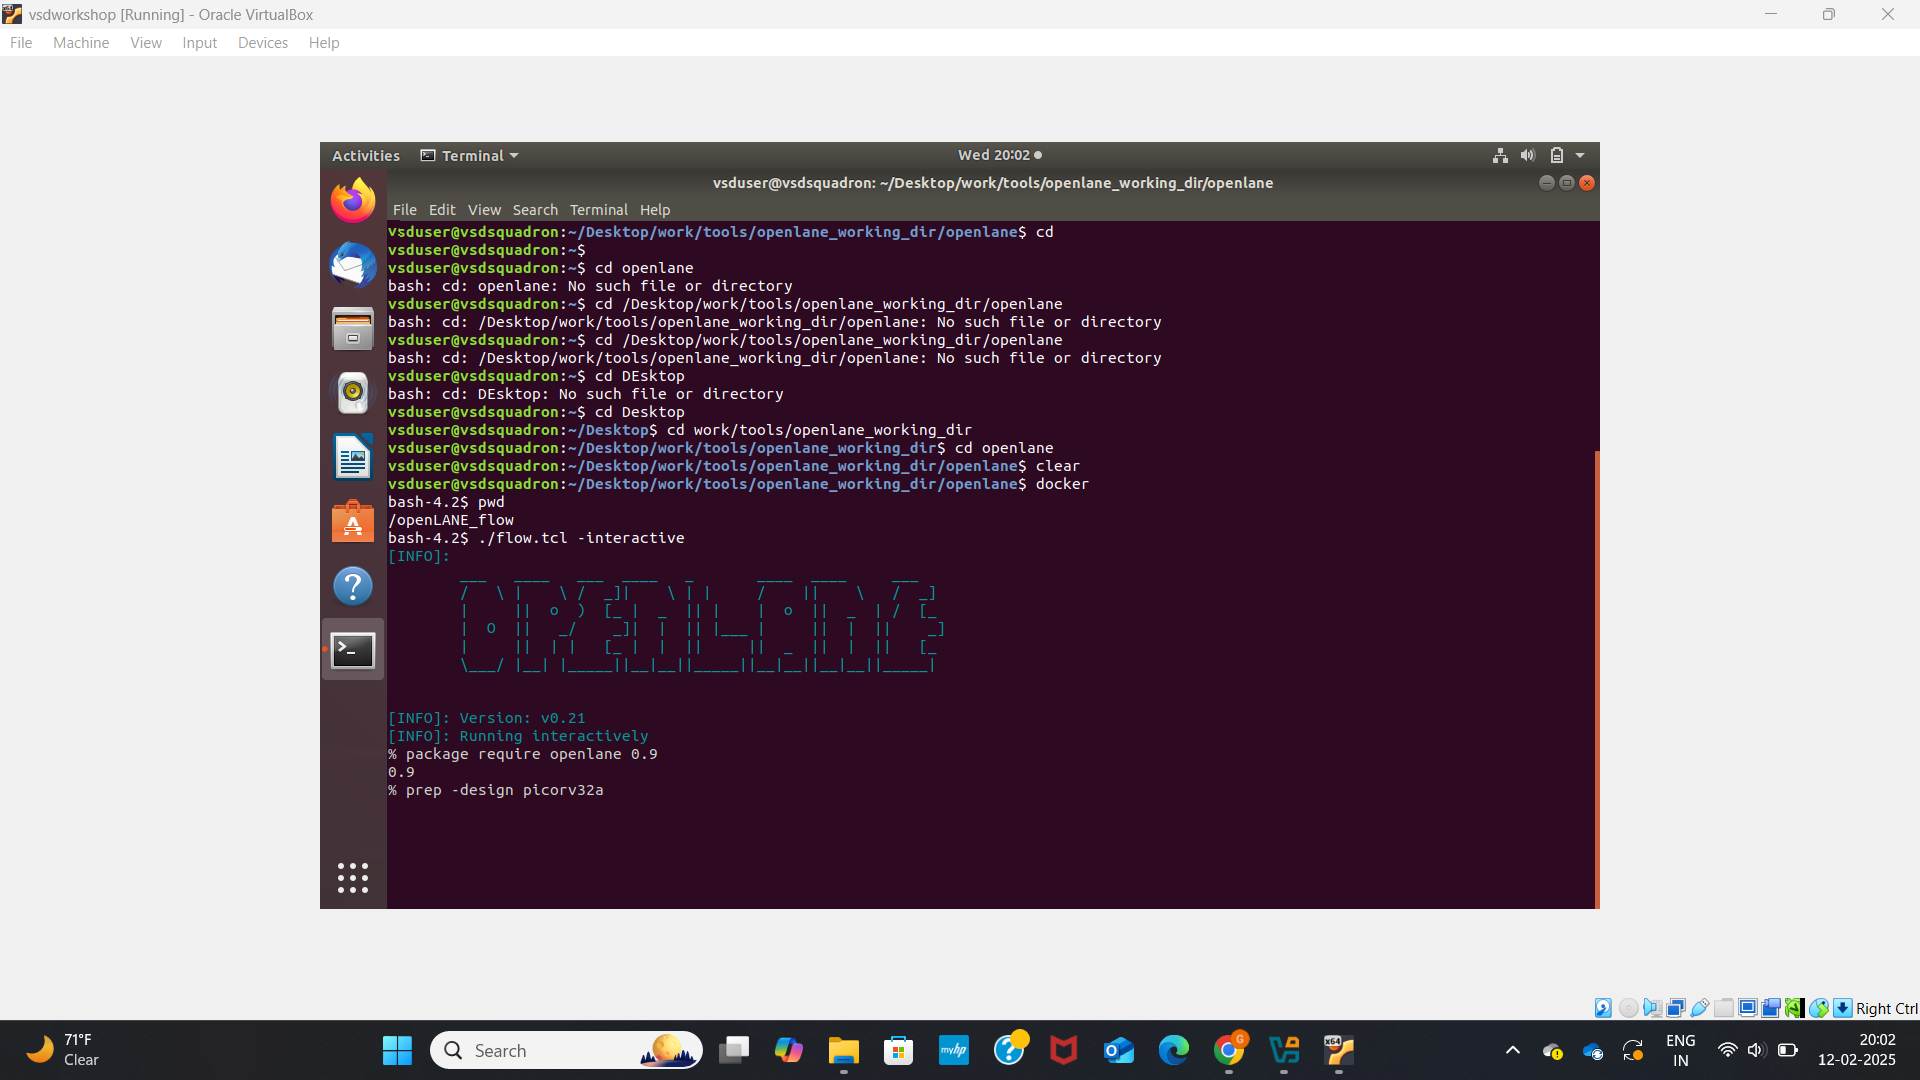 vsdworkshop [Running] - Oracle VirtualBox
File Machine View Input Devices Help
Activities Terminal Wed 20:02
vsduser@vsdsquadron: ~/Desktop/work/tools/openlane_working_dir/openlane
File Edit View Search Terminal Help
vsduser@vsdsquadron:~/Desktop/work/tools/openlane_working_dir/openlane$ cd
vsduser@vsdsquadron:~$
vsduser@vsdsquadron:~$ cd openlane
bash: cd: openlane: No such file or directory
vsduser@vsdsquadron:~$ cd /Desktop/work/tools/openlane_working_dir/openlane
bash: cd: /Desktop/work/tools/openlane_working_dir/openlane: No such file or directory
vsduser@vsdsquadron:~$ cd /Desktop/work/tools/openlane_working_dir/openlane
bash: cd: /Desktop/work/tools/openlane_working_dir/openlane: No such file or directory
vsduser@vsdsquadron:~$ cd DEsktop
bash: cd: DEsktop: No such file or directory
vsduser@vsdsquadron:~$ cd Desktop
vsduser@vsdsquadron:~/Desktop$ cd work/tools/openlane_working_dir
vsduser@vsdsquadron:~/Desktop/work/tools/openlane_working_dir$ cd openlane
vsduser@vsdsquadron:~/Desktop/work/tools/openlane_working_dir/openlane$ clear
vsduser@vsdsquadron:~/Desktop/work/tools/openlane_working_dir/openlane$ docker
bash-4.2$ pwd
/openLANE_flow
bash-4.2$ ./flow.tcl -interactive
[INFO]:
OPENLANE
[INFO]: Version: v0.21
[INFO]: Running interactively
% package require openlane 0.9
0.9
% prep -design picorv32a
Right Ctrl
71°F
Clear
Search
myhp
G
x64
ENG
IN
20:02
12-02-2025